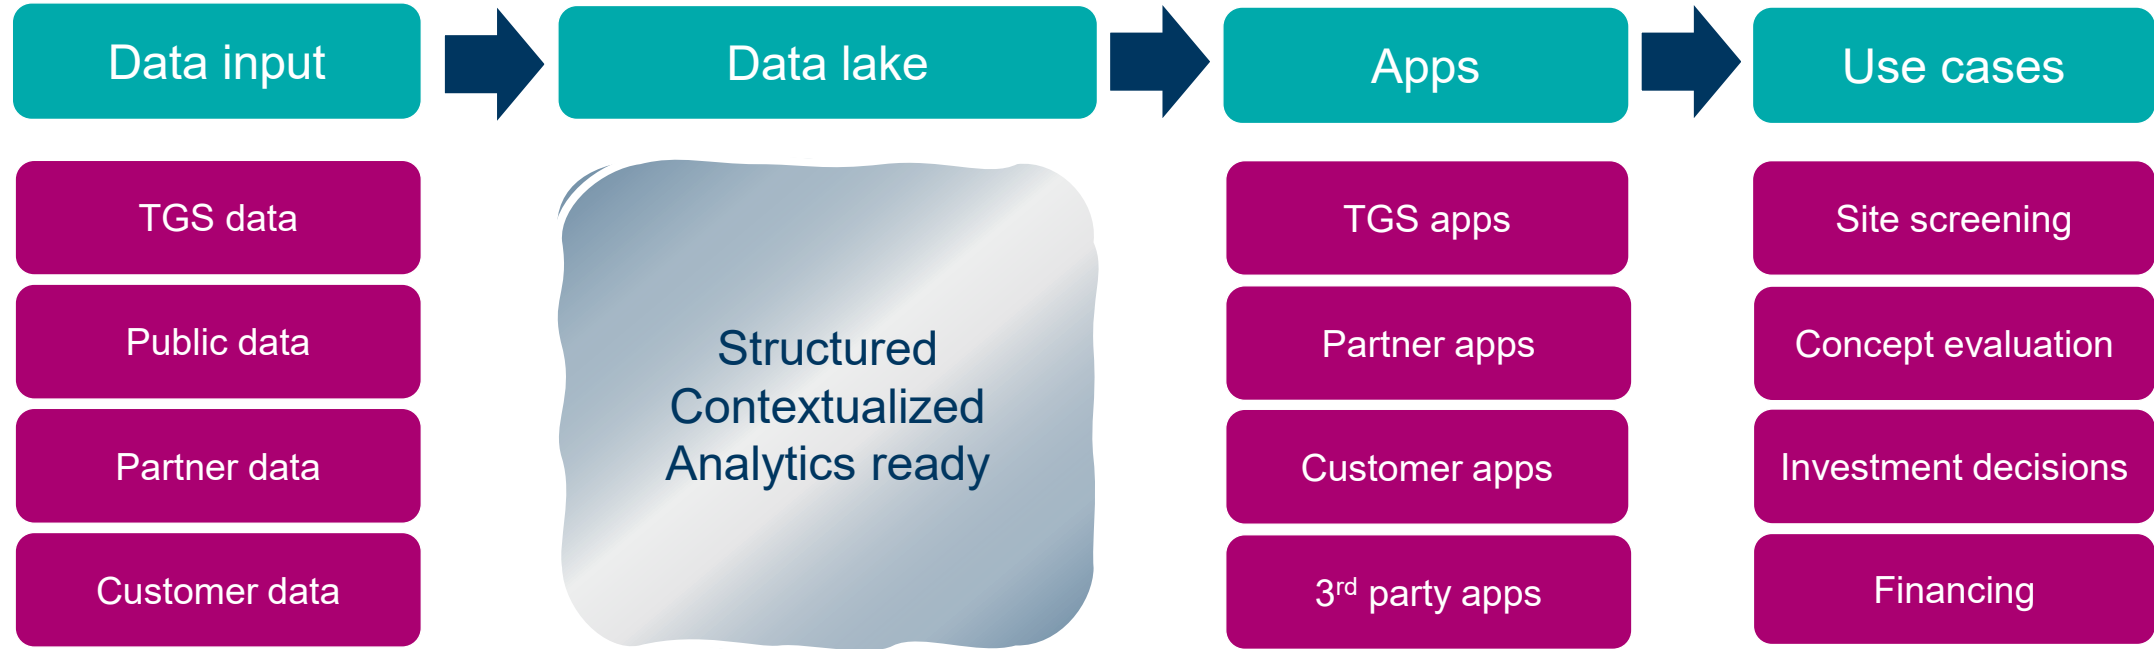 Data input
Data lake
Apps
Use cases
TGS data
Public data
Partner data
Customer data
Structured
Contextualized
Analytics ready
TGS apps
Partner apps
Customer apps
3rd party apps
Site screening
Concept evaluation
Investment decisions
Financing